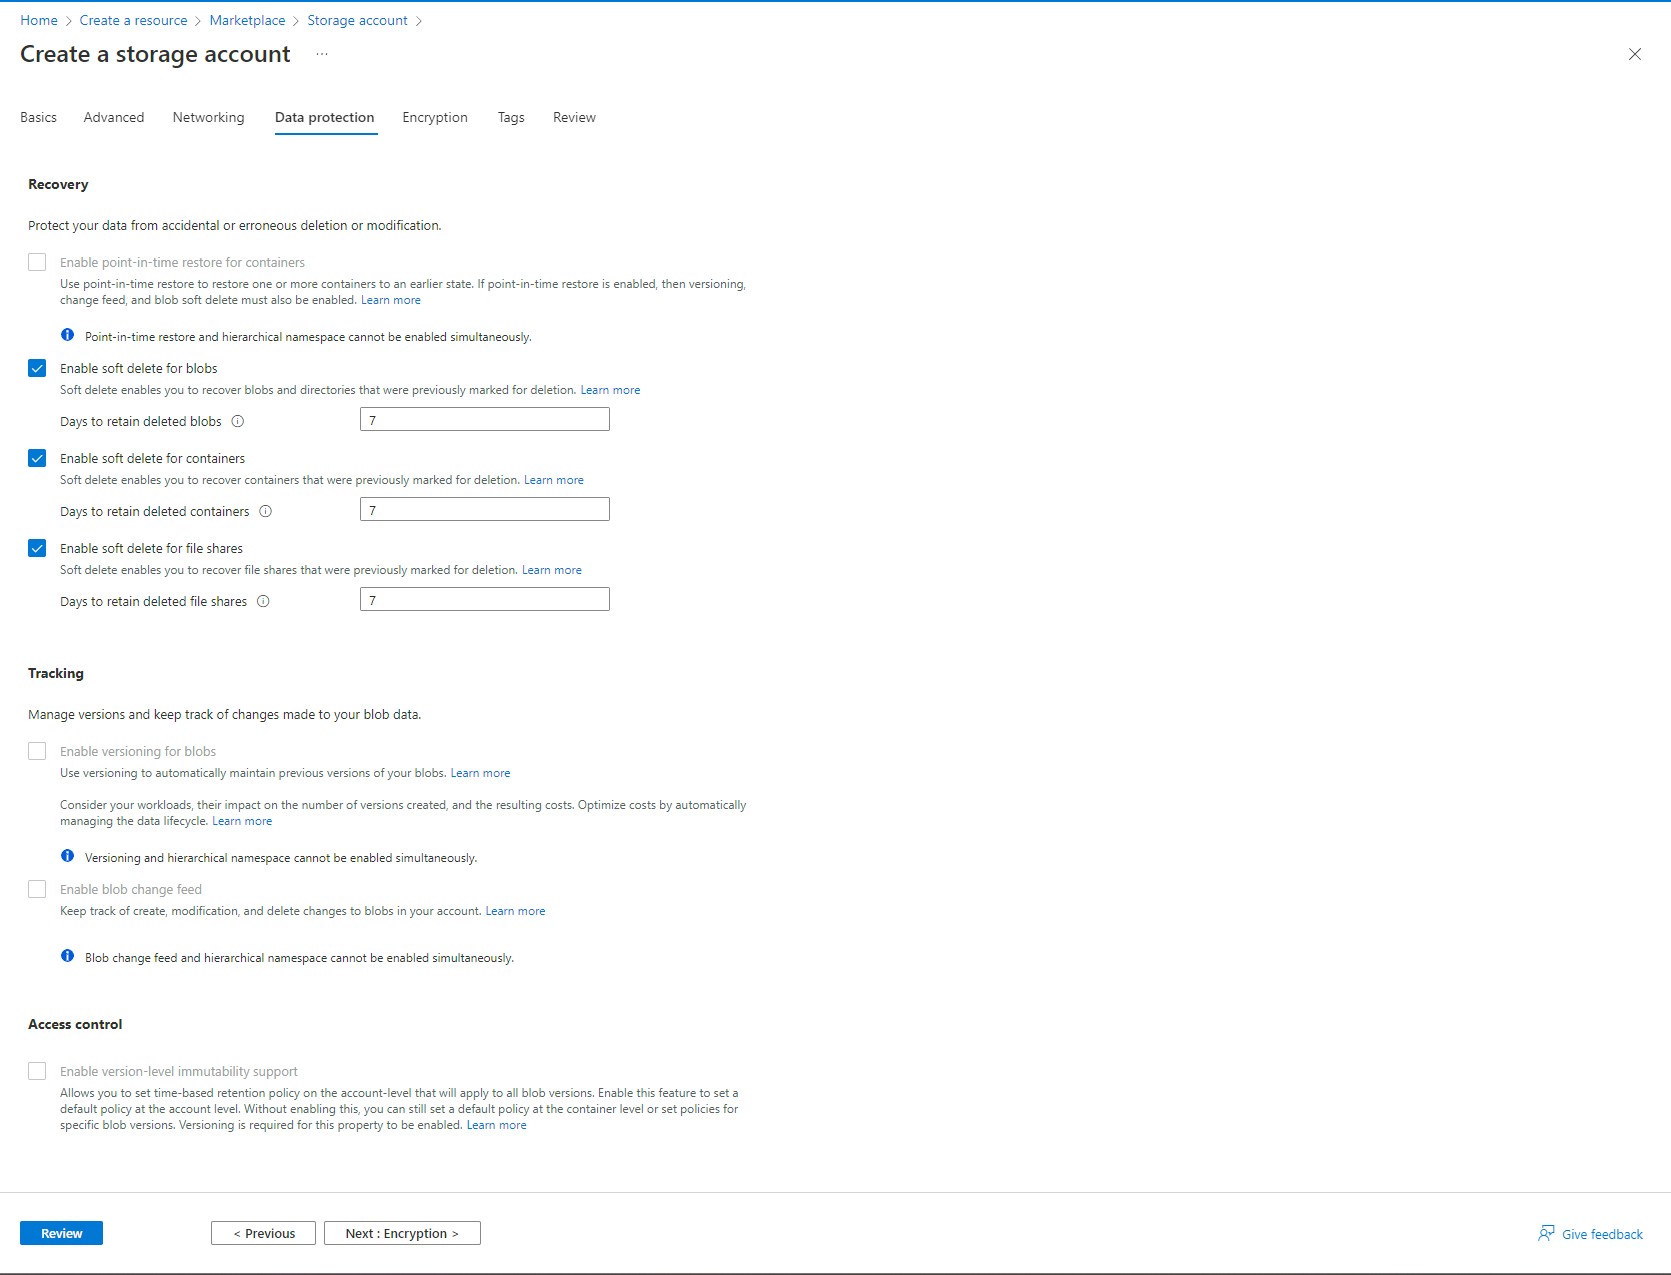 Home > Create a resource > Marketplace > Storage account >
Create a storage account ...
Basics Advanced Networking Data protection Encryption Tags Review
Recovery
Protect your data from accidental or erroneous deletion or modification.
Enable point-in-time restore for containers
Use point-in-time restore to restore one or more containers to an earlier state. If point-in-time restore is enabled, then versioning,
change feed, and blob soft delete must also be enabled. Learn more
Point-in-time restore and hierarchical namespace cannot be enabled simultaneously.
Enable soft delete for blobs
Soft delete enables you to recover blobs and directories that were previously marked for deletion. Learn more
Days to retain deleted blobs 7
Enable soft delete for containers
Soft delete enables you to recover containers that were previously marked for deletion. Learn more
Days to retain deleted containers 7
Enable soft delete for file shares
Soft delete enables you to recover file shares that were previously marked for deletion. Learn more
Days to retain deleted file shares 7
Tracking
Manage versions and keep track of changes made to your blob data.
Enable versioning for blobs
Use versioning to automatically maintain previous versions of your blobs. Learn more
Consider your workloads, their impact on the number of versions created, and the resulting costs. Optimize costs by automatically
managing the data lifecycle. Learn more
Versioning and hierarchical namespace cannot be enabled simultaneously.
Enable blob change feed
Keep track of create, modification, and delete changes to blobs in your account. Learn more
Blob change feed and hierarchical namespace cannot be enabled simultaneously.
Access control
Enable version-level immutability support
Allows you to set time-based retention policy on the account-level that will apply to all blob versions. Enable this feature to set a
default policy at the account level. Without enabling this, you can still set a default policy at the container level or set policies for
specific blob versions. Versioning is required for this property to be enabled. Learn more
Review < Previous Next : Encryption > Give feedback